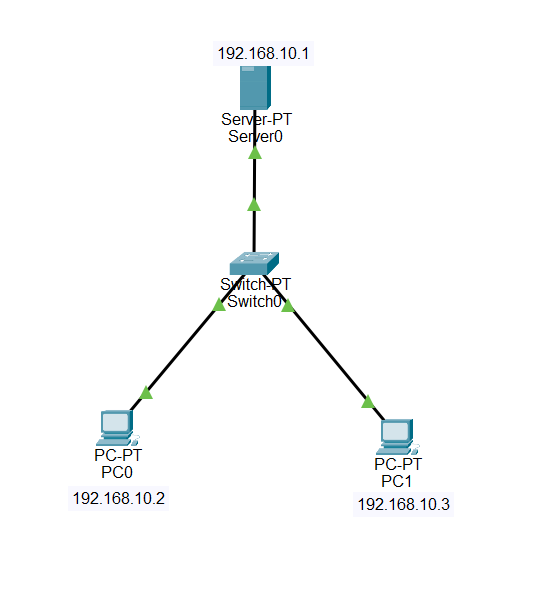 192.168.10.1
Server-PT
Server0
Switch-PT
Switch0
PC-PT
PC0
192.168.10.2
PC-PT
PC1
192.168.10.3